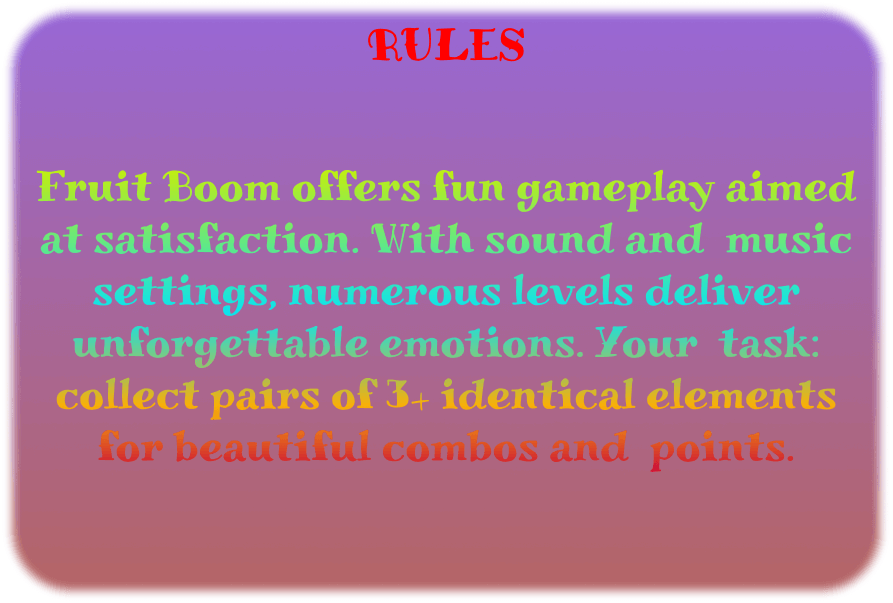 RULES
Fruit Boom offers fun gameplay aimed
at satisfaction. With sound and  music
settings, numerous levels deliver
unforgettable emotions. Your  task:
collect pairs of 3+ identical elements
for beautiful combos and  points.